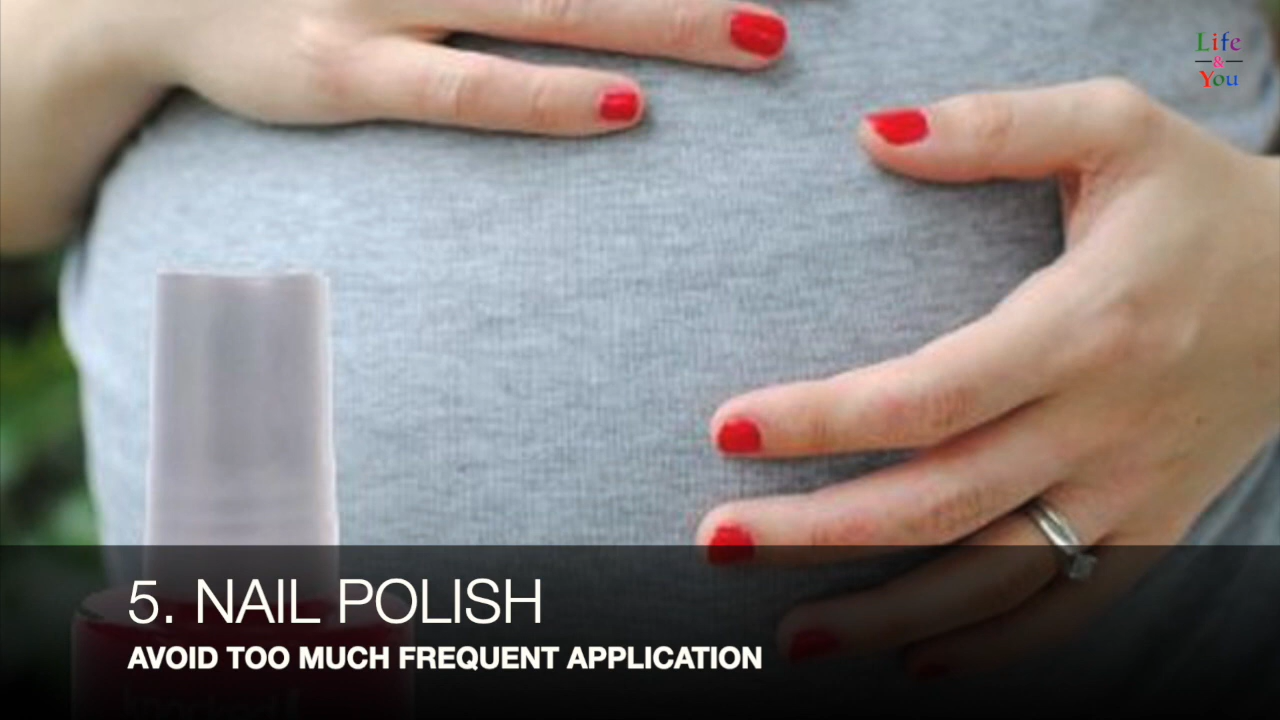 Life
&
You
5. NAIL POLISH
AVOID TOO MUCH FREQUENT APPLICATION